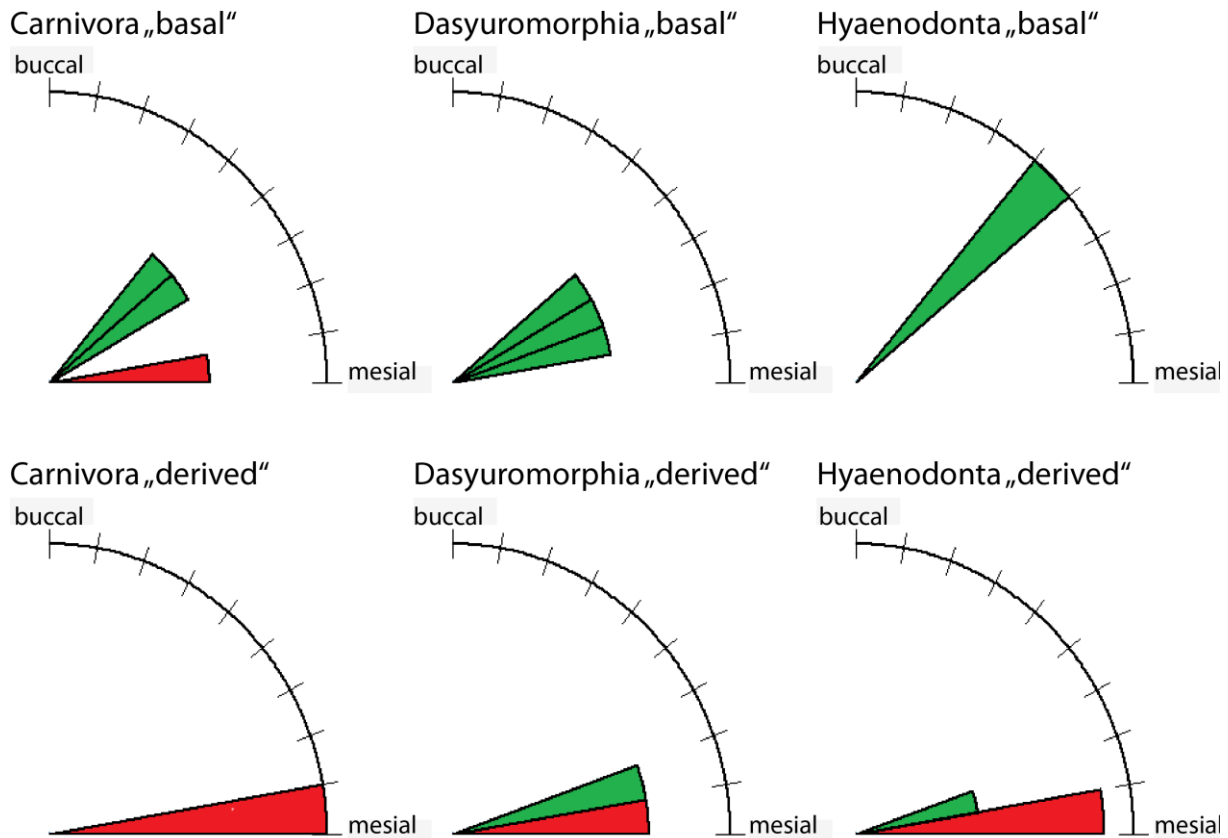 Carnivora „basal“
buccal
mesial
Dasyuromorphia „basal“
buccal
mesial
Hyaenodonta „basal“
buccal
mesial
Carnivora „derived“
buccal
mesial
Dasyuromorphia „derived“
buccal
mesial
Hyaenodonta „derived“
buccal
mesial